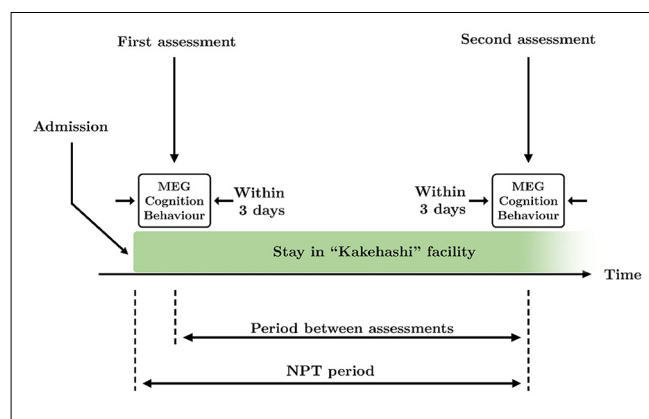 First assessment
Second assessment
Admission
MEG
Cognition
Behaviour
Within
3 days
Within
3 days
MEG
Cognition
Behaviour
Stay in “Kakehashi” facility
Time
Period between assessments
NPT period